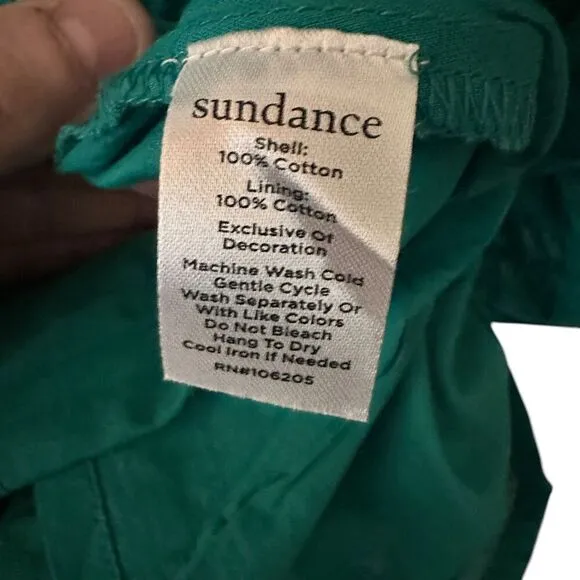 sundance
Shell:
100% Cotton
Lining:
100% Cotton
Exclusive Of
Decoration
Machine Wash Cold
Gentle Cycle
Wash Separately Or
With Like Colors
Do Not Bleach
Hang To Dry
Cool Iron If Needed
RN#106205